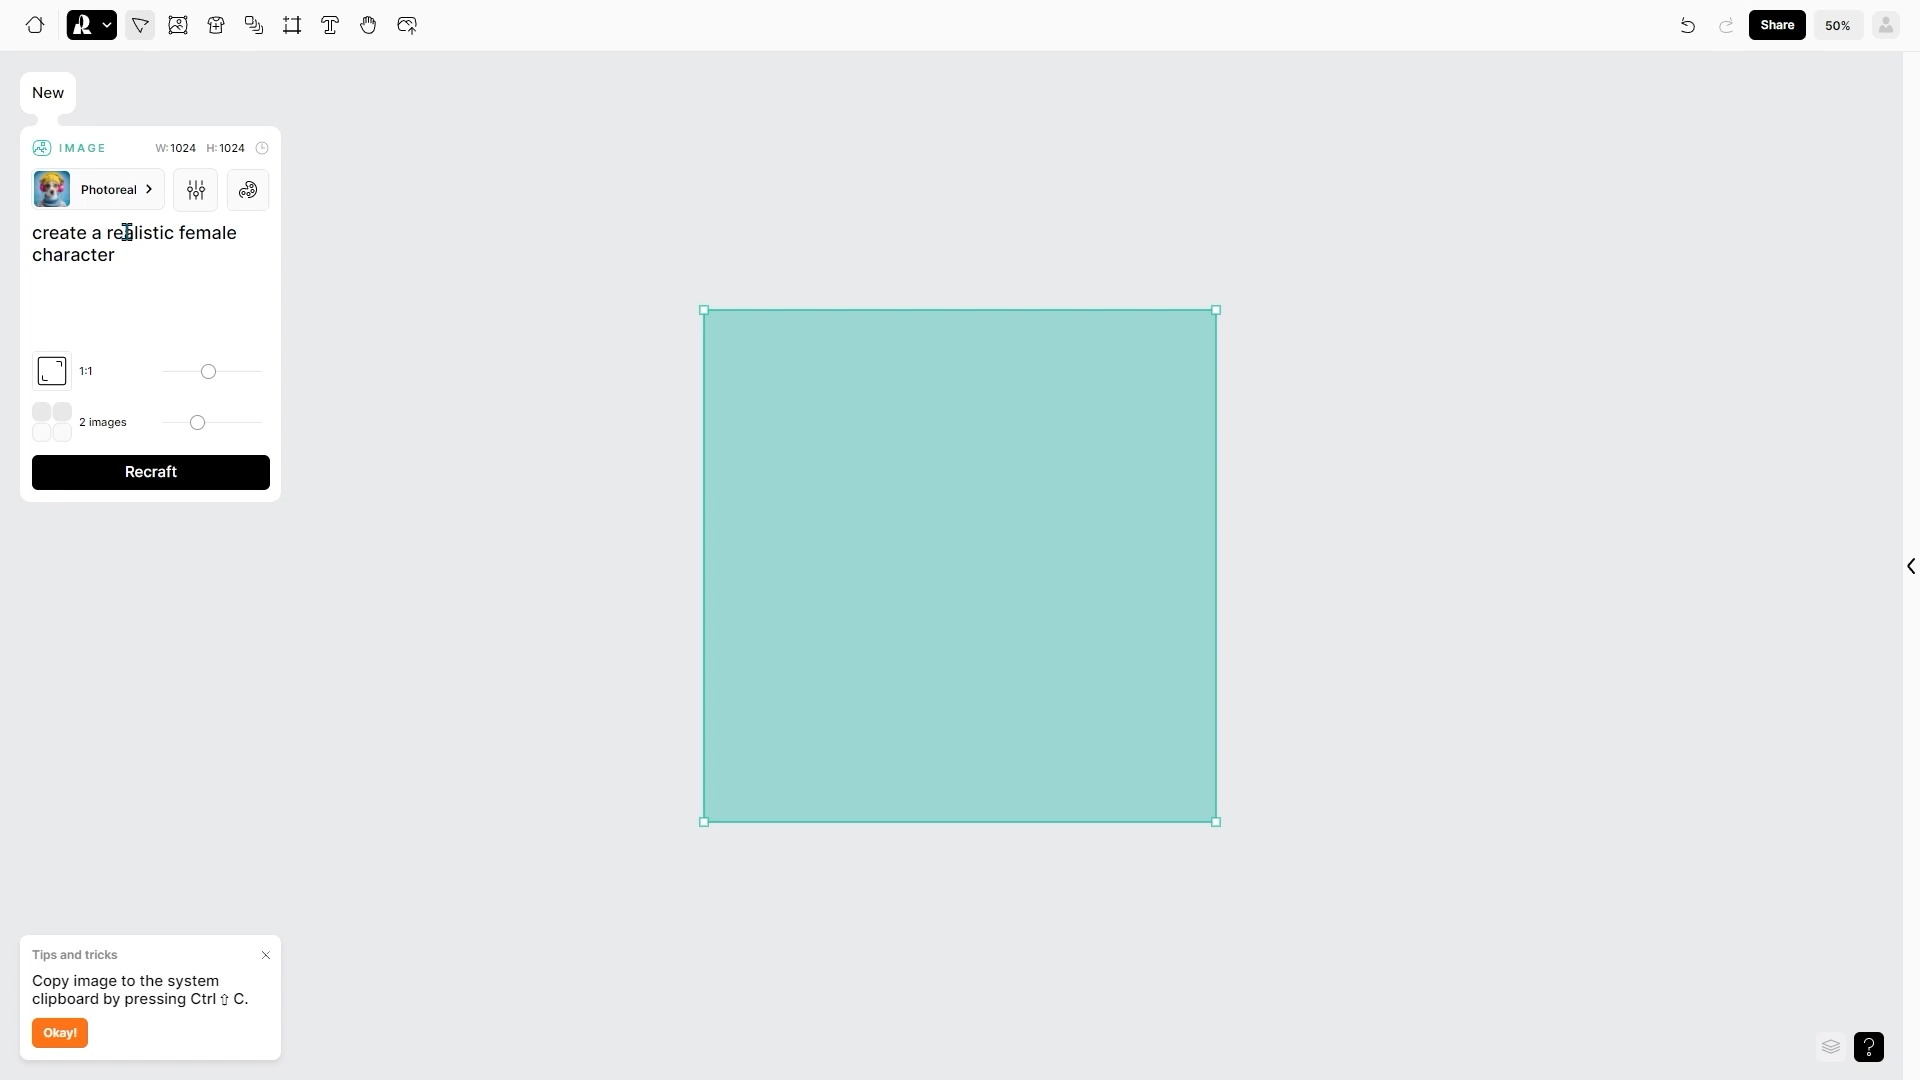 Share
50%
New
IMAGE
W: 1024 H: 1024
Photoreal
create a realistic female
character
1:1
2 images
Recraft
Tips and tricks
Copy image to the system
clipboard by pressing Ctrl ⇧ C.
Okay!
?